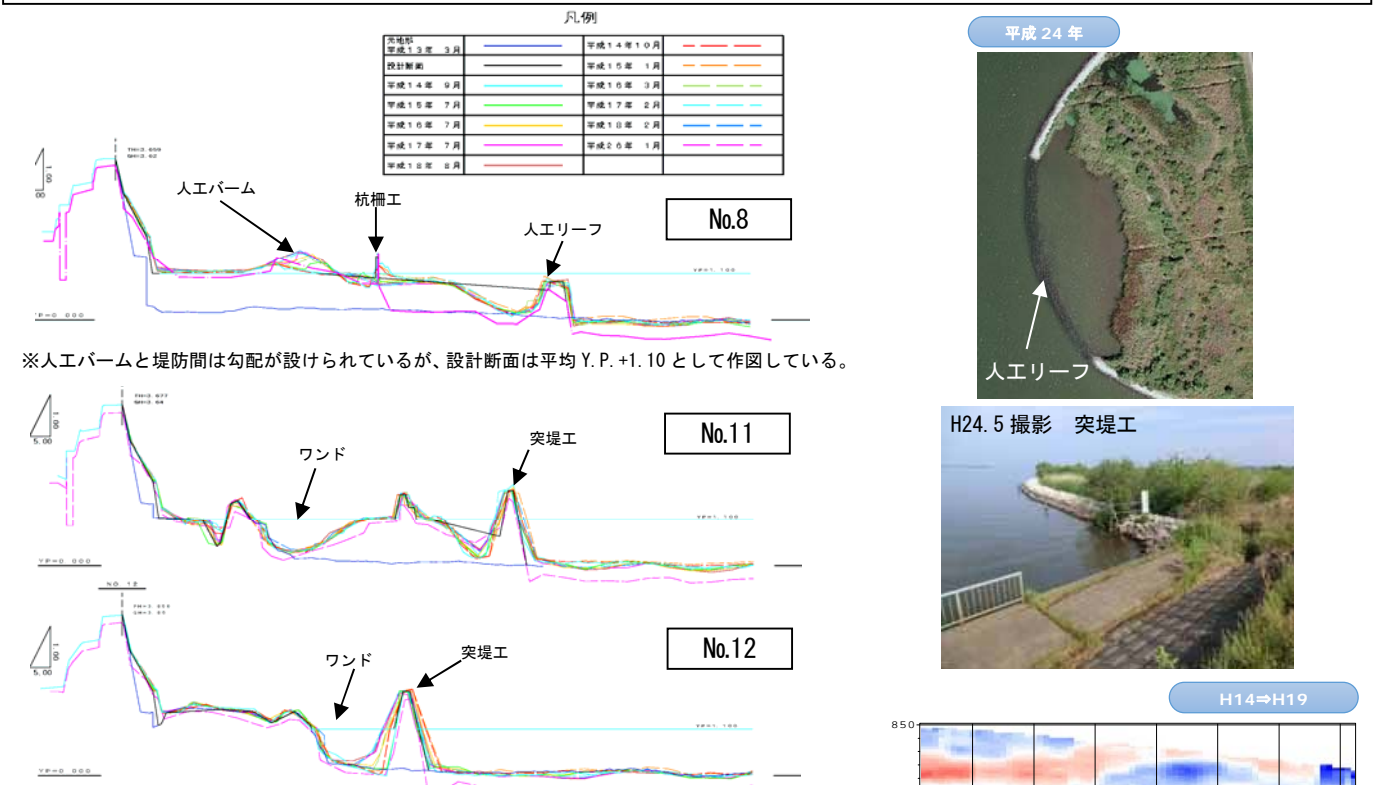 凡例
元地形
平成13年 3月
平成14年10月
設計断面
平成15年 1月
平成14年 9月
平成16年 3月
平成15年 7月
平成17年 2月
平成16年 7月
平成18年 2月
平成17年 7月
平成26年 1月
平成18年 8月
人工バーム
杭柵工
人工リーフ
No.8
YP=1.100
※人工バームと堤防間は勾配が設けられているが、設計断面は平均 Y.P.+1.10 として作図している。
1.00
5.00
ワンド
突堤工
No.11
YP=1.100
YP=0.000
NO.12
1.00
5.00
ワンド
突堤工
No.12
YP=1.100
YP=0.000
平成 24 年
人工リーフ
H24.5 撮影 突堤工
H14⇒H19
850